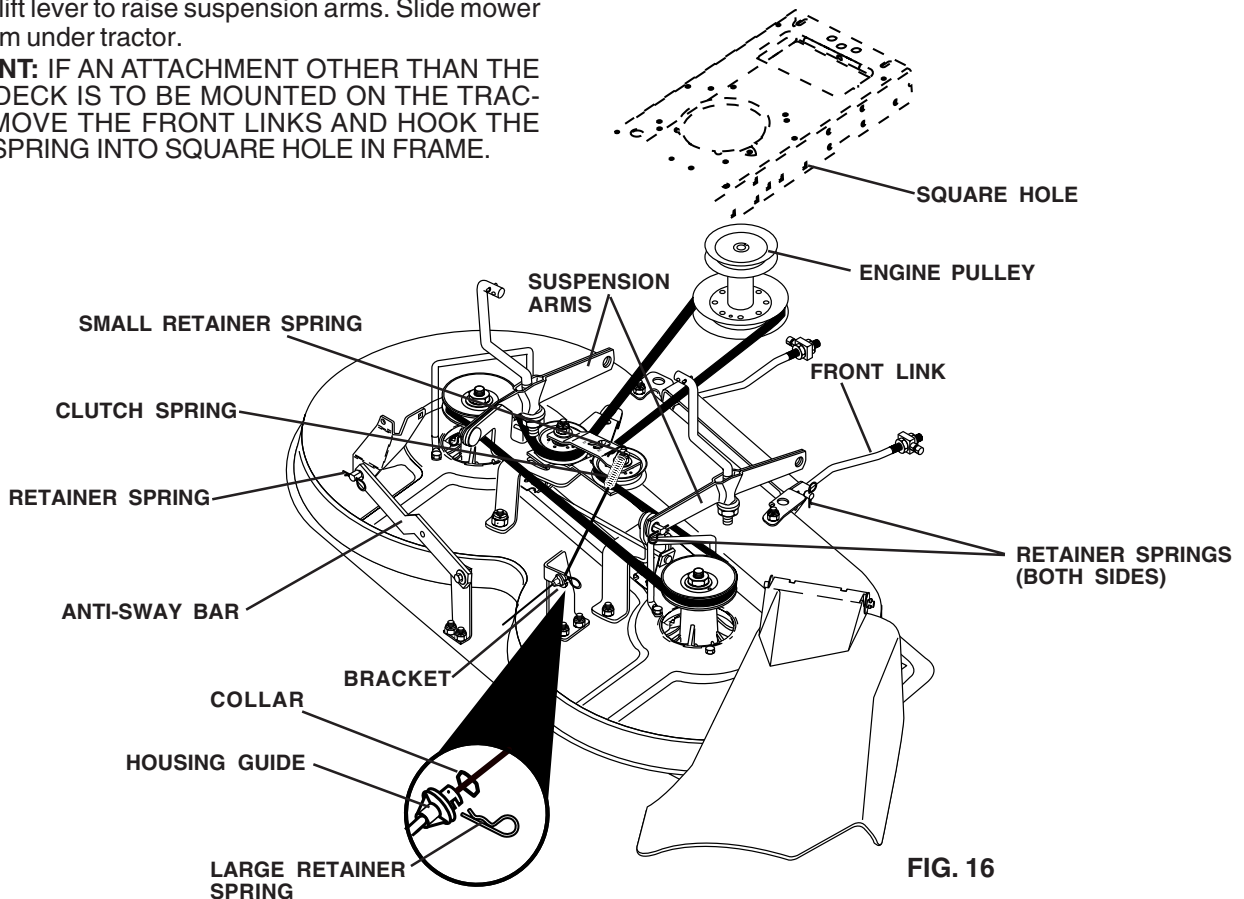 lift lever to raise suspension arms. Slide mower
m under tractor.
NT: IF AN ATTACHMENT OTHER THAN THE
DECK IS TO BE MOUNTED ON THE TRAC-
MOVE THE FRONT LINKS AND HOOK THE
SPRING INTO SQUARE HOLE IN FRAME.
SQUARE HOLE
ENGINE PULLEY
SUSPENSION
ARMS
SMALL RETAINER SPRING
FRONT LINK
CLUTCH SPRING
RETAINER SPRING
RETAINER SPRINGS
(BOTH SIDES)
ANTI-SWAY BAR
BRACKET
COLLAR
HOUSING GUIDE
LARGE RETAINER
SPRING
FIG. 16